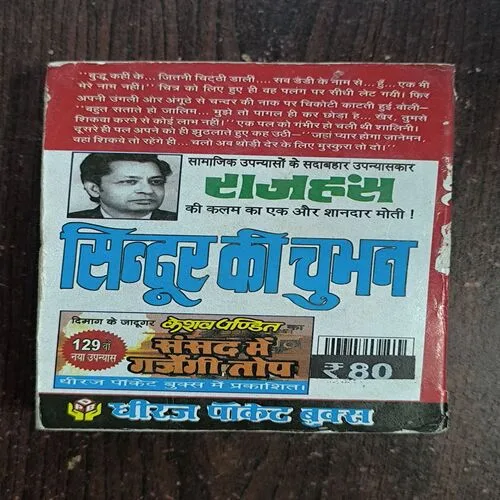 ''बुद्धू कहीं के... जितनी चिट्ठी डाली.... सब डैडी के नाम से... हूँ... एक भी
मेरे नाम नहीं।'' चित्र को लिए हुए ही वह पलंग पर सीधी लेट गयी। फिर
अपनी उंगली और अंगूठे से चन्दर की नाक पर चिकोटी काटती हुई बोली—
''बहुत सताते हो जालिम... मुझे तो पागल ही कर छोड़ा है... खैर, तुमसे
शिकवा करने से कोई लाभ नहीं।'' एक पल को गंभीर हो चली थी शालिनी।
दूसरे ही पल अपने को ही झुठलाते हुए कह उठी—''जहां प्यार होगा जानेमन,
वहां शिकवे तो रहेंगे ही... चलो अब थोड़ी देर के लिए मुस्कुरा तो दो।''
सामाजिक उपन्यासों के सदाबहार उपन्यासकार
राजहंस
की कलम का एक और शानदार मोती !
सिन्दूर की चुभन
दिमाग के जादूगर केशव पण्डित का
129 वां
नया उपन्यास
संसद में
गर्जेगी तोप
धीरज पॉकेट बुक्स में प्रकाशित।
₹ 80
धीरज पॉकेट बुक्स